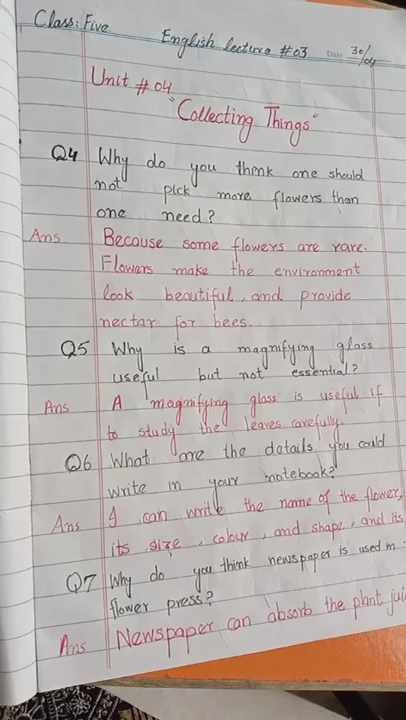 Class: Five
English lecture #03 Date: 30/04
Unit #04
"Collecting Things"
Q4 Why do you think one should
not pick more flowers than
one need?
Ans Because some flowers are rare.
Flowers make the environment
look beautiful, and provide
nectar for bees.
Q5 Why is a magnifying glass
useful but not essential?
Ans A magnifying glass is useful if
to study the leaves carefully.
Q6 What are the details you could
write in your notebook?
Ans I can write the name of the flower,
its size, colour, and shape, and its
Q7 Why do you think newspaper is used in
flower press?
Ans Newspaper can absorb the plant